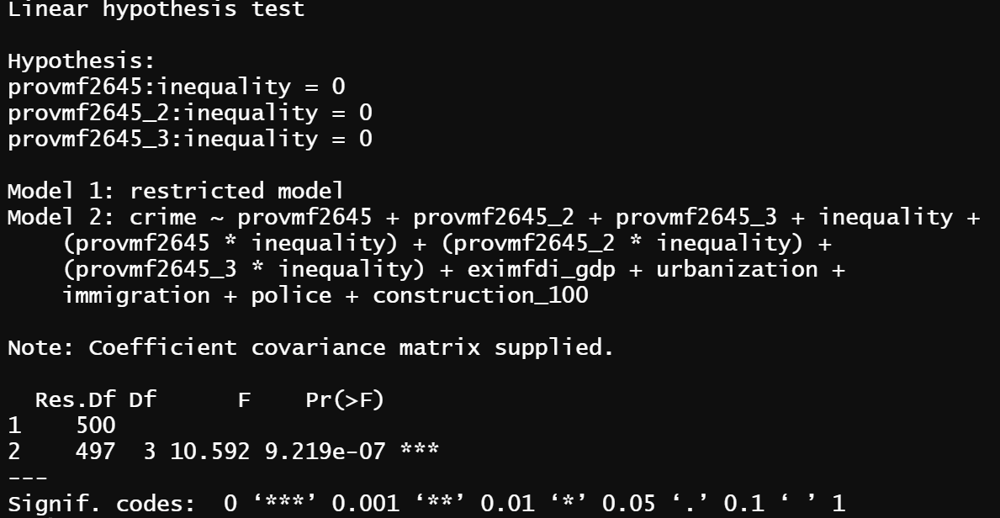 Linear hypothesis test
Hypothesis:
provmf2645:inequality = 0
provmf2645_2:inequality = 0
provmf2645_3:inequality = 0
Model 1: restricted model
Model 2: crime ~ provmf2645 + provmf2645_2 + provmf2645_3 + inequality +
    (provmf2645 * inequality) + (provmf2645_2 * inequality) +
    (provmf2645_3 * inequality) + eximfdi_gdp + urbanization +
    immigration + police + construction_100
Note: Coefficient covariance matrix supplied.
  Res.Df Df      F    Pr(>F)
1    500
2    497  3 10.592 9.219e-07 ***
---
Signif. codes:  0 ‘***’ 0.001 ‘**’ 0.01 ‘*’ 0.05 ‘.’ 0.1 ‘ ’ 1